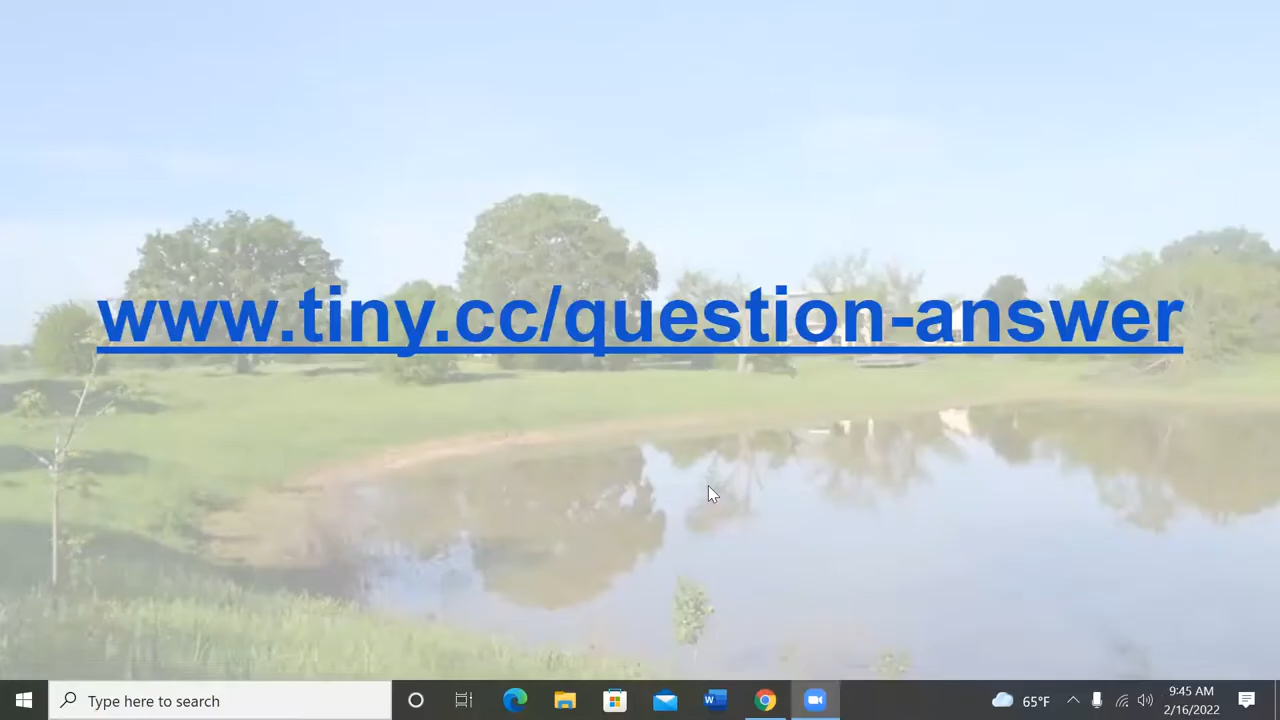 www.tiny.cc/question-answer
Type here to search
65°F
9:45 AM
2/16/2022